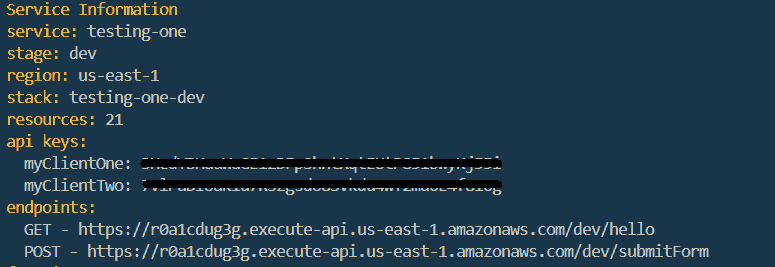 Service Information
service: testing-one
stage: dev
region: us-east-1
stack: testing-one-dev
resources: 21
api keys:
myClientOne:
myClientTwo:
endpoints:
GET - https://r0a1cdug3g.execute-api.us-east-1.amazonaws.com/dev/hello
POST - https://r0a1cdug3g.execute-api.us-east-1.amazonaws.com/dev/submitForm